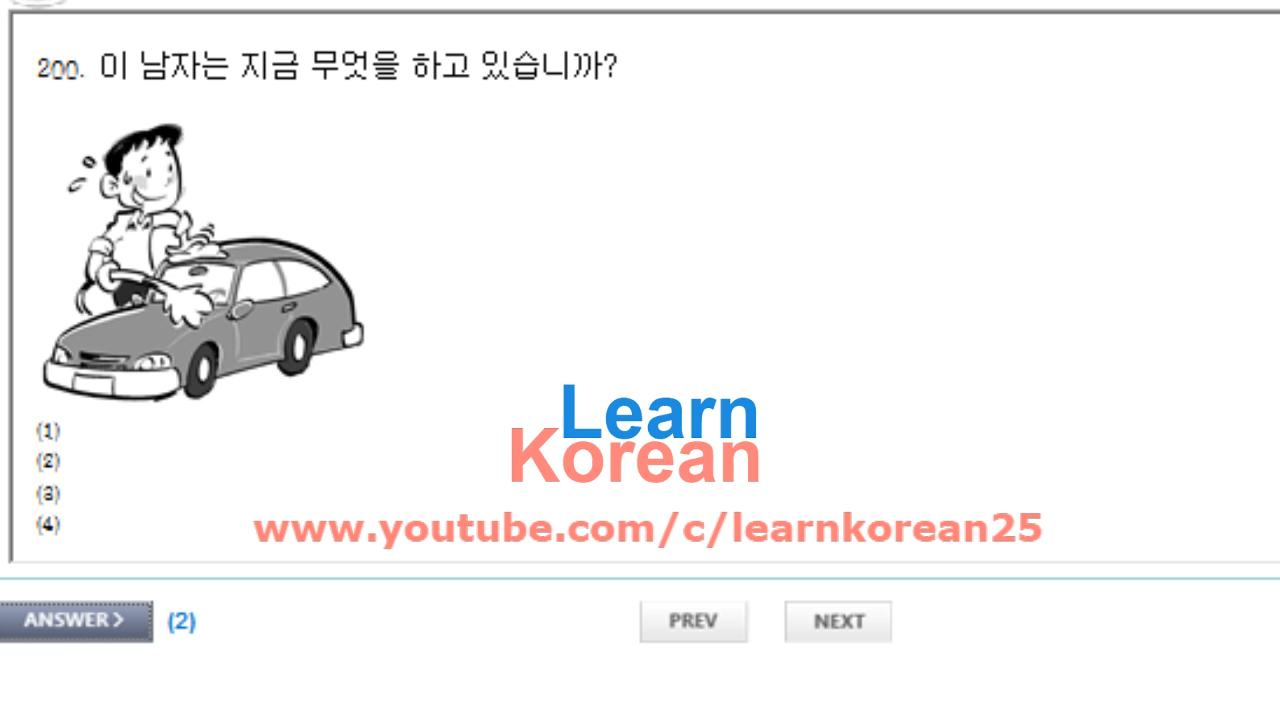 200. 이 남자는 지금 무엇을 하고 있습니까?
(1)
(2)
(3)
(4)
Learn
Korean
www.youtube.com/c/learnkorean25
ANSWER > (2)
PREV NEXT